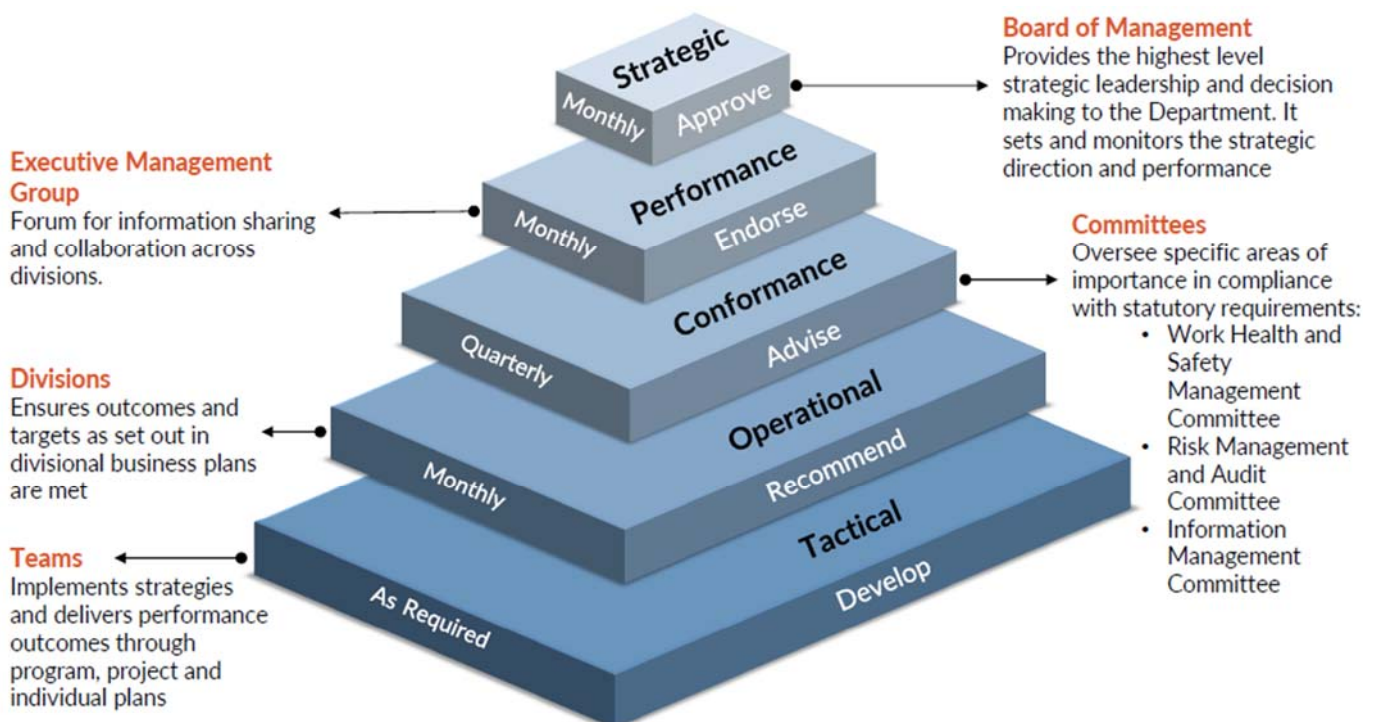 Strategic
Monthly
Approve
Board of Management
Provides the highest level
strategic leadership and decision
making to the Department. It
sets and monitors the strategic
direction and performance
Executive Management
Group
Forum for information sharing
and collaboration across
divisions.
Performance
Monthly
Endorse
Committees
Oversee specific areas of
importance in compliance
with statutory requirements:
• Work Health and
Safety
Management
Committee
• Risk Management
and Audit
Committee
• Information
Management
Committee
Conformance
Quarterly
Advise
Divisions
Ensures outcomes and
targets as set out in
divisional business plans
are met
Operational
Monthly
Recommend
Teams
Implements strategies
and delivers performance
outcomes through
program, project and
individual plans
Tactical
As Required
Develop